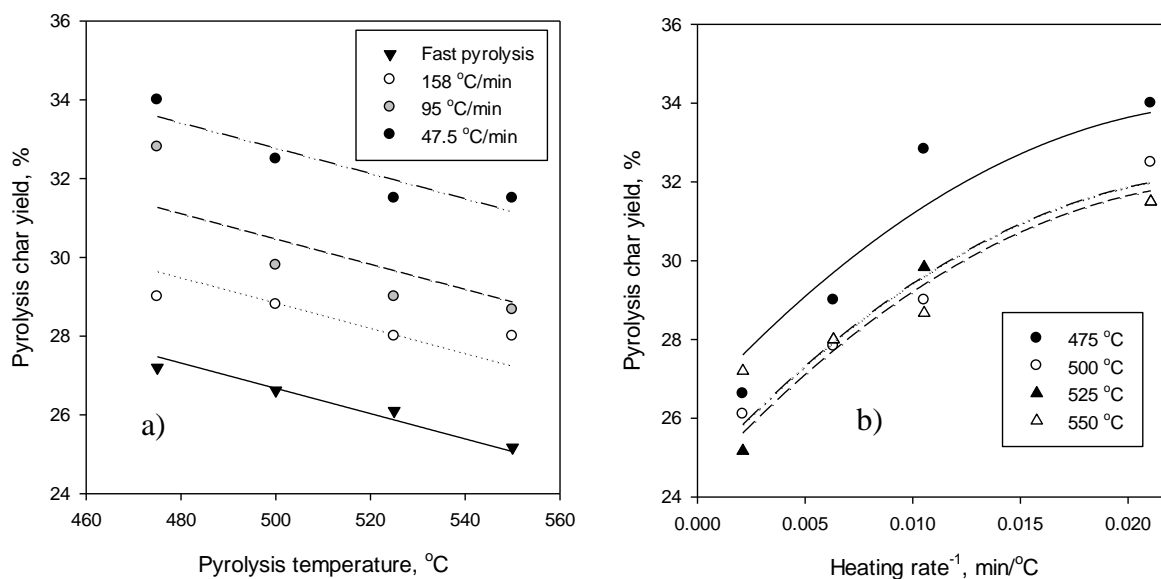 36
34
32
30
28
26
24
460
480
500
520
540
560
Pyrolysis char yield, %
Pyrolysis temperature, °C
Fast pyrolysis
158 °C/min
95 °C/min
47.5 °C/min
a)
36
34
32
30
28
26
24
0.000
0.005
0.010
0.015
0.020
Pyrolysis char yield, %
Heating rate⁻¹, min/°C
475 °C
500 °C
525 °C
550 °C
b)